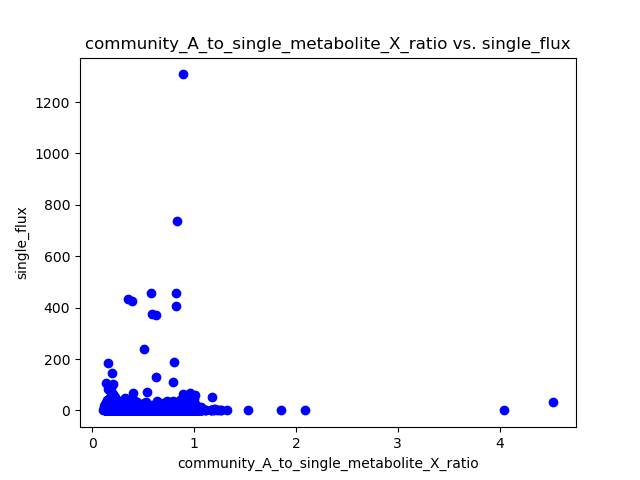 community_A_to_single_metabolite_X_ratio vs. single_flux
1200
1000
800
600
400
200
0
single_flux
0 1 2 3 4
community_A_to_single_metabolite_X_ratio